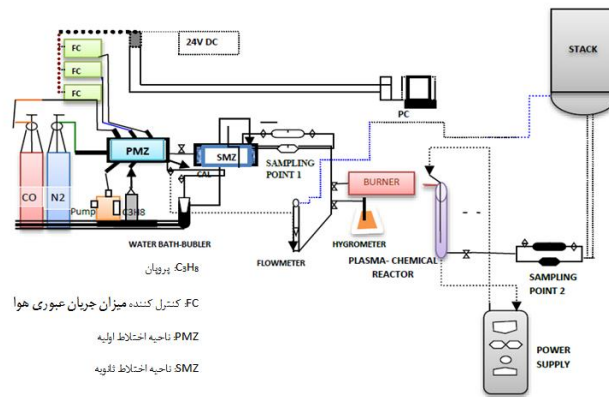 24V DC
STACK
FC
FC
FC
PC
PMZ
SMZ
SAMPLING
POINT 1
CAL
CO
N2
Pump
C3H8
BURNER
WATER BATH-BUBLER
HYGROMETER
FLOWMETER
PLASMA- CHEMICAL
REACTOR
SAMPLING
POINT 2
POWER
SUPPLY
C₃H₈: پروپان
FC: کنترل کننده میزان جریان عبوری هوا
PMZ: ناحیه اختلاط اولیه
SMZ: ناحیه اختلاط ثانویه